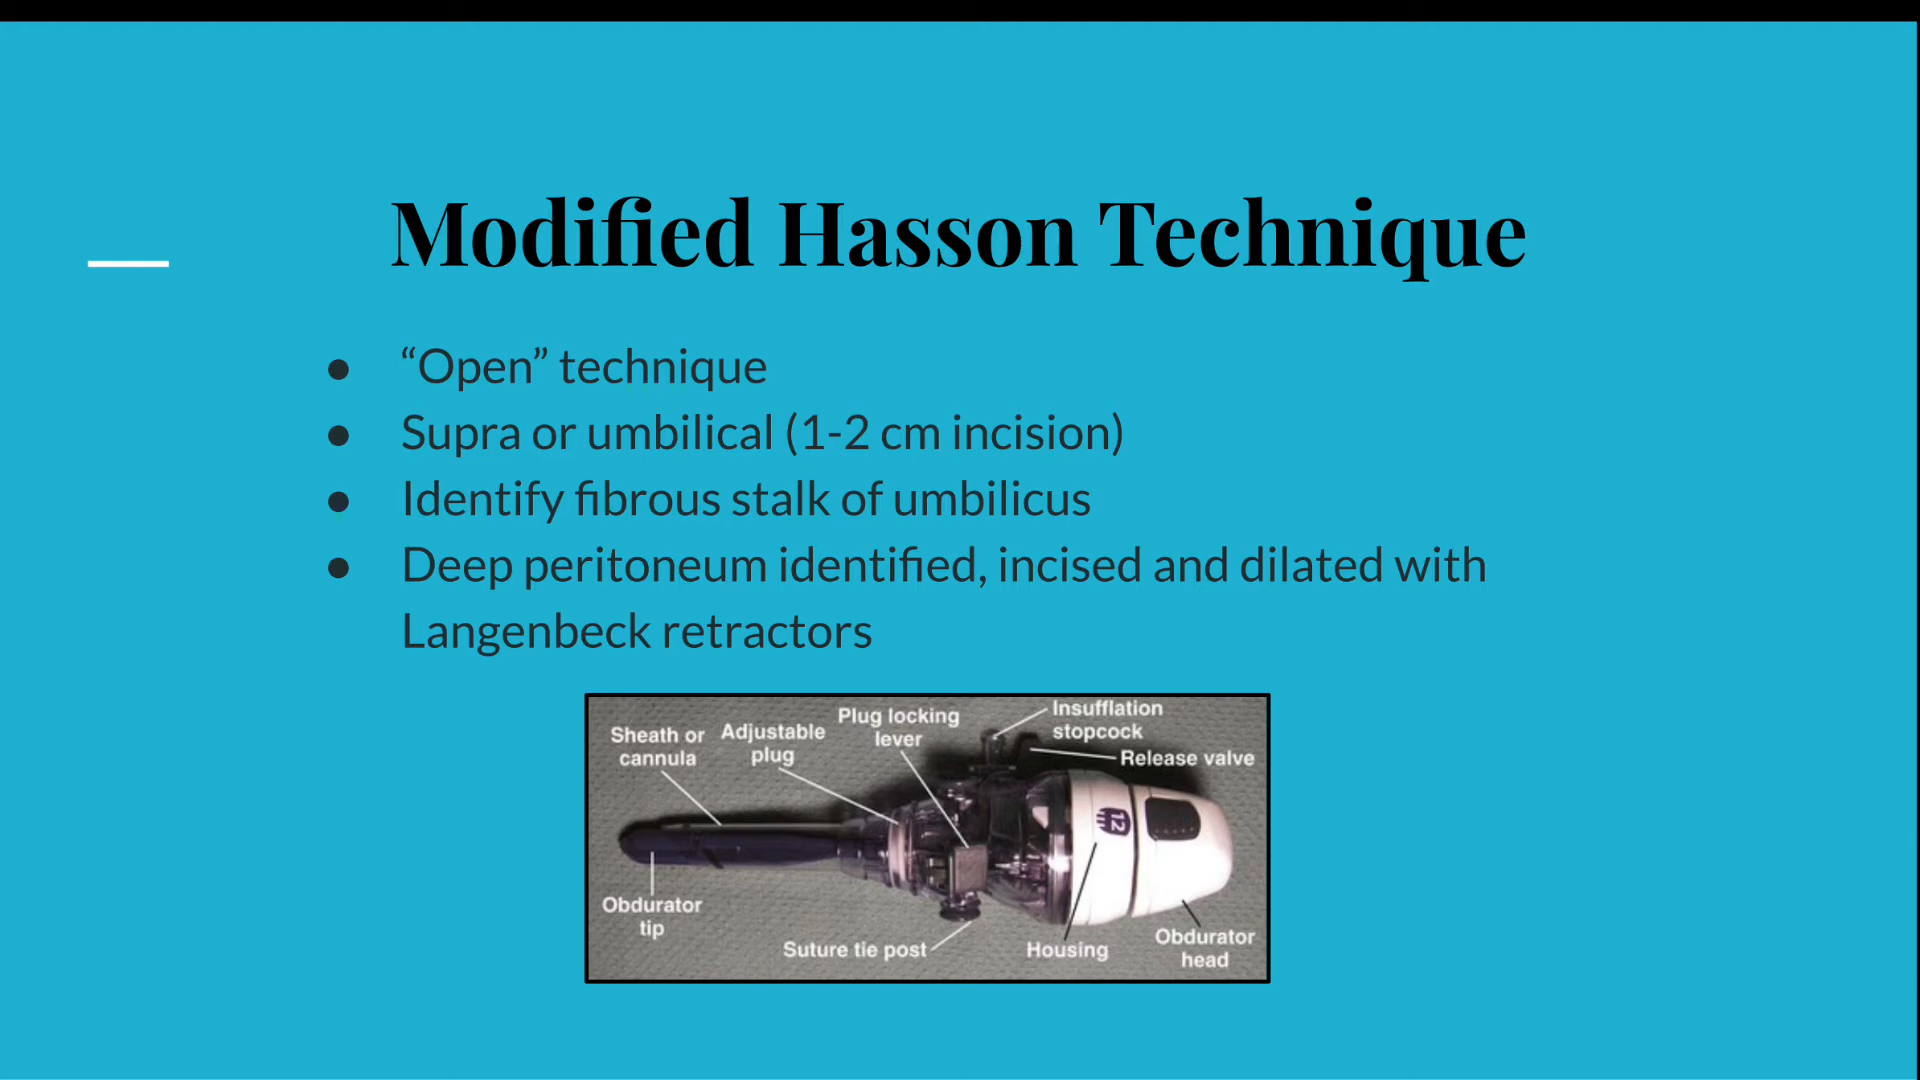 Modified Hasson Technique
● “Open” technique
● Supra or umbilical (1-2 cm incision)
● Identify fibrous stalk of umbilicus
● Deep peritoneum identified, incised and dilated with
Langenbeck retractors
Sheath or
cannula
Adjustable
plug
Plug locking
lever
Insufflation
stopcock
Release valve
12
Obdurator
tip
Suture tie post
Housing
Obdurator
head